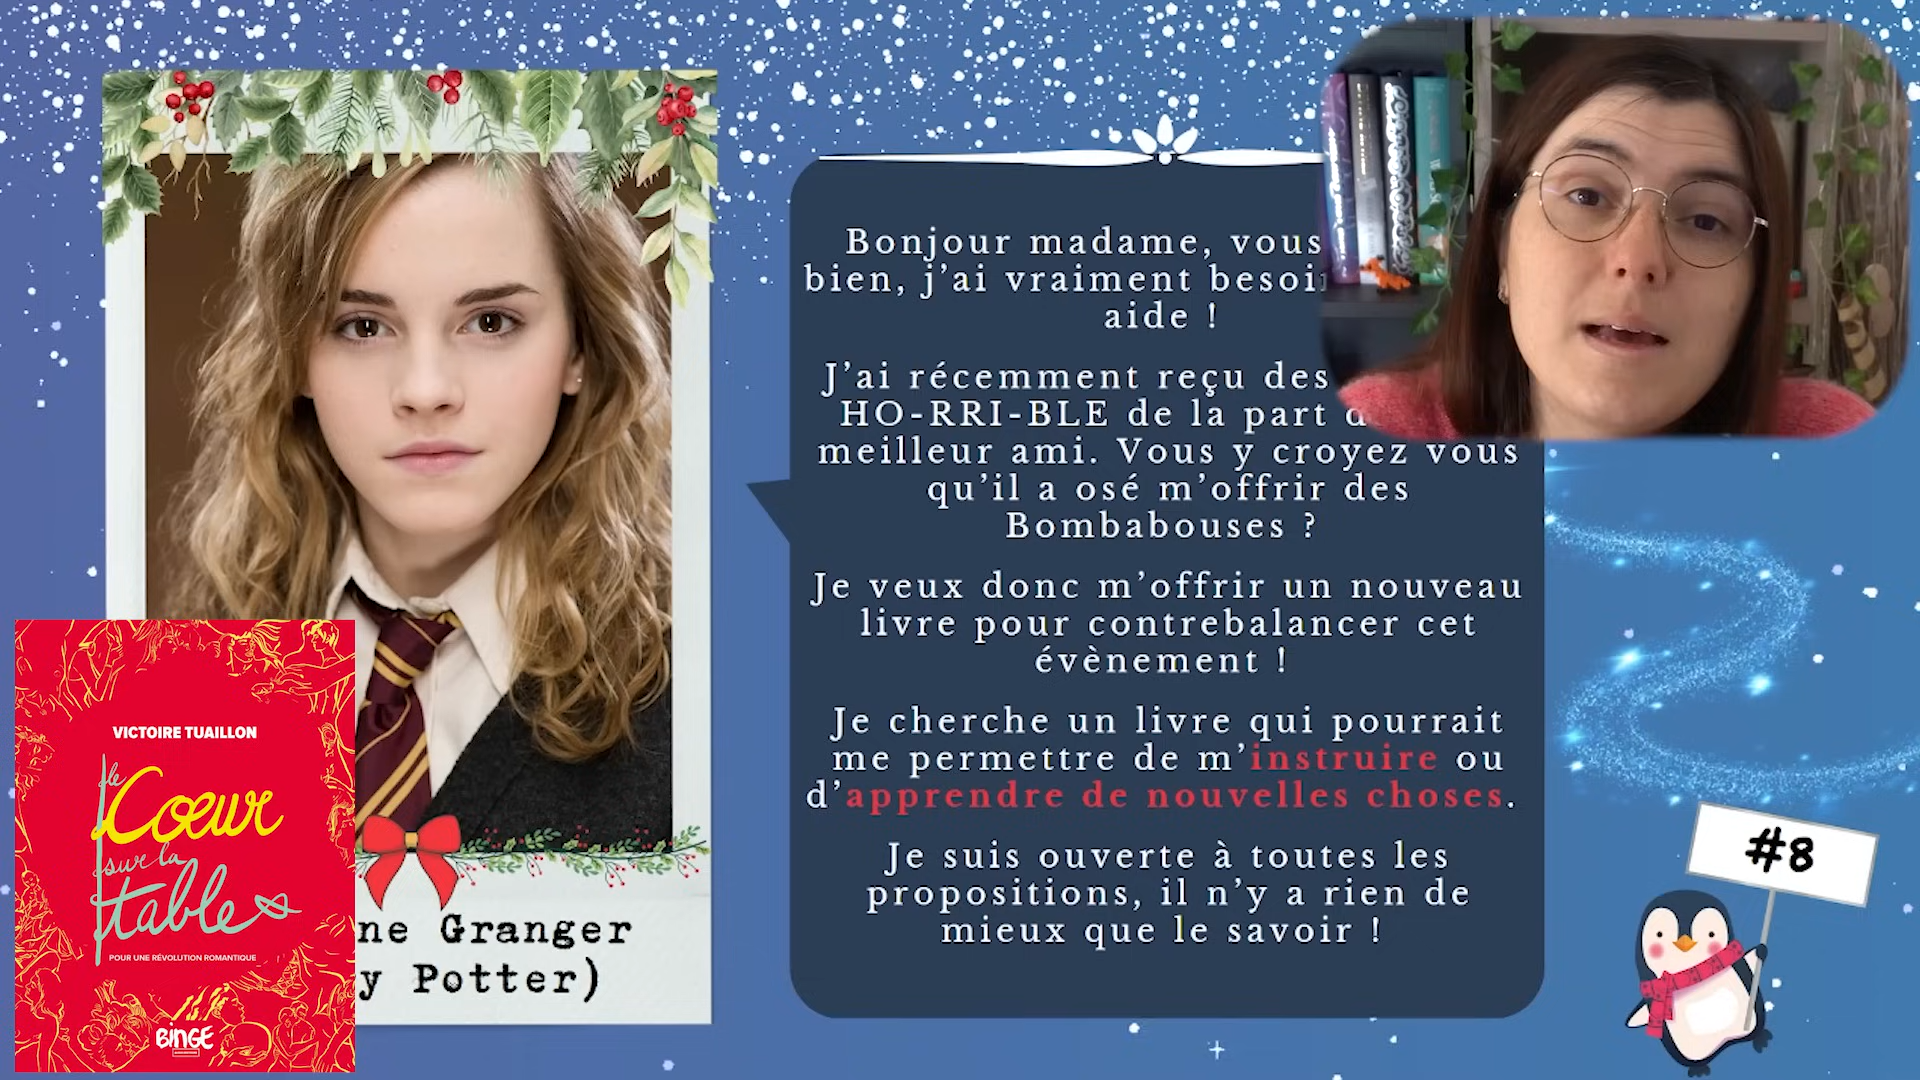 Bonjour madame, vous
bien, j'ai vraiment
aide !
J'ai récemment reçu des
HO-RRI-BLE de la part
meilleur ami. Vous y croyez vous
qu'il a osé m'offrir des
Bombabouses ?
Je veux donc m'offrir un nouveau
livre pour contrebalancer cet
évènement !
Je cherche un livre qui pourrait
me permettre de m'instruire ou
d'apprendre de nouvelles choses.
Je suis ouverte à toutes les
propositions, il n'y a rien de
mieux que le savoir !
VICTOIRE TUAILLON
le
Coeur
sur la
table
POUR UNE RÉVOLUTION ROMANTIQUE
BINGE
ne Granger
y Potter)
#8